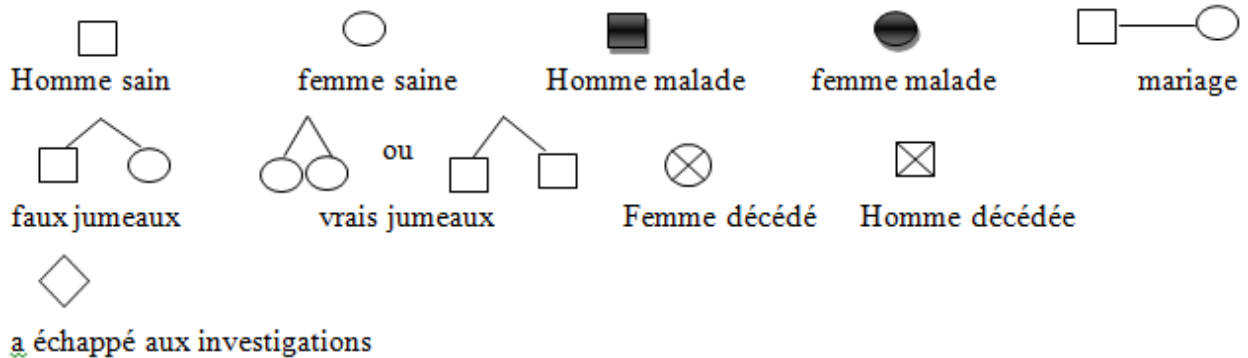 Homme sain femme saine Homme malade femme malade mariage
ou
faux jumeaux vrais jumeaux Femme décédé Homme décédée
a échappé aux investigations